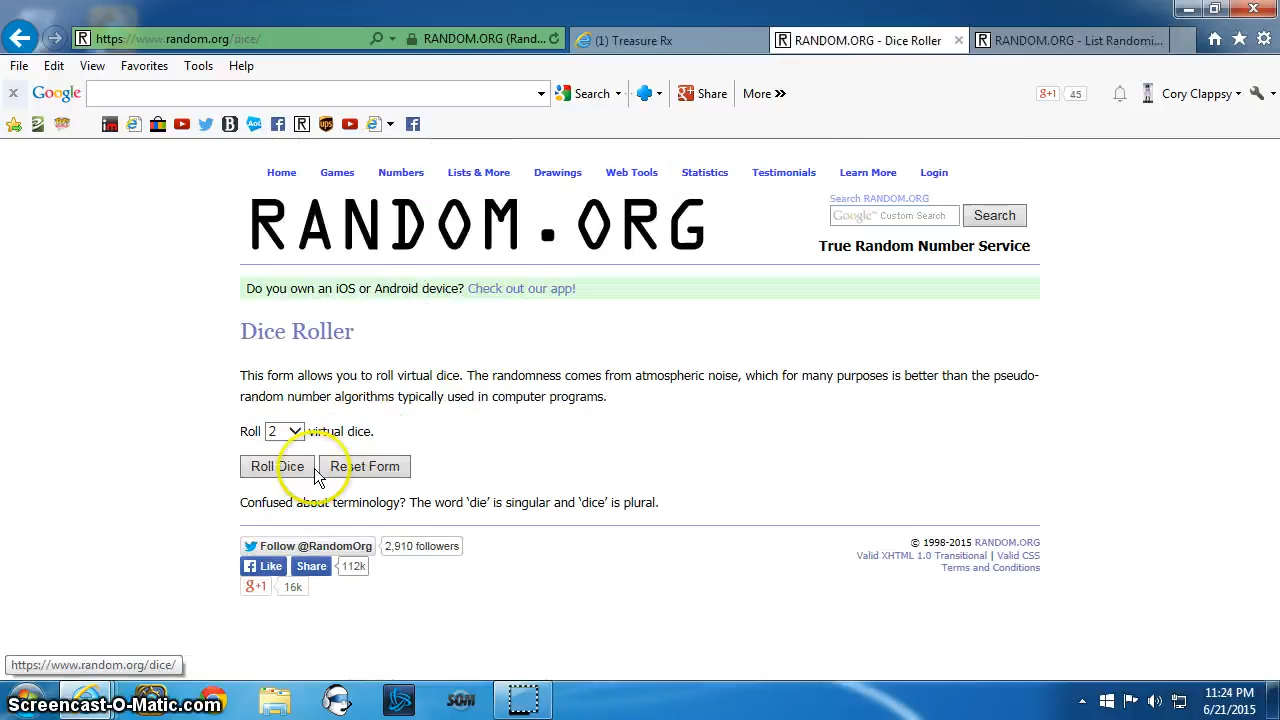 https://www.random.org/dice/
RANDOM.ORG (Rand...
(1) Treasure Rx
RANDOM.ORG - Dice Roller
RANDOM.ORG - List Randomi...
File Edit View Favorites Tools Help
Google
Search
Share
More
45
Cory Clappsy
Home Games Numbers Lists & More Drawings Web Tools Statistics Testimonials Learn More Login
RANDOM.ORG
Search RANDOM.ORG
Google™ Custom Search
Search
True Random Number Service
Do you own an iOS or Android device? Check out our app!
Dice Roller
This form allows you to roll virtual dice. The randomness comes from atmospheric noise, which for many purposes is better than the pseudo-
random number algorithms typically used in computer programs.
Roll 2 virtual dice.
Roll Dice Reset Form
Confused about terminology? The word ‘die’ is singular and ‘dice’ is plural.
Follow @RandomOrg 2,910 followers
Like Share 112k
g+1 16k
© 1998-2015 RANDOM.ORG
Valid XHTML 1.0 Transitional | Valid CSS
Terms and Conditions
https://www.random.org/dice/
Screencast-O-Matic.com
SOM
11:24 PM
6/21/2015